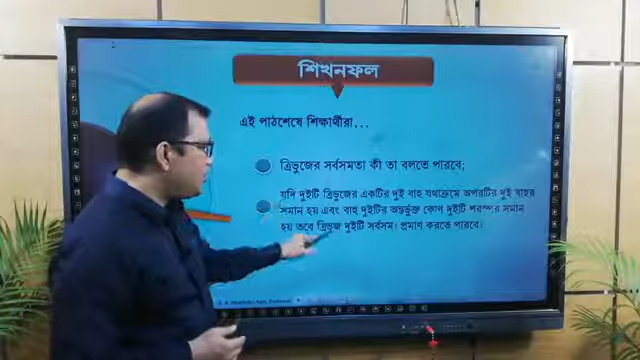 শিখনফল
এই পাঠশেষে শিক্ষার্থীরা...
ত্রিভুজের সর্বসমতা কী তা বলতে পারবে;
যদি দুইটি ত্রিভুজের একটির দুই বাহু যথাক্রমে অপরটির দুই বাহুর
সমান হয় এবং বাহু দুইটির অন্তর্ভুক্ত কোণ দুইটি পরস্পর সমান
হয় তবে ত্রিভুজ দুইটি সর্বসম। প্রমাণ করতে পারবে।